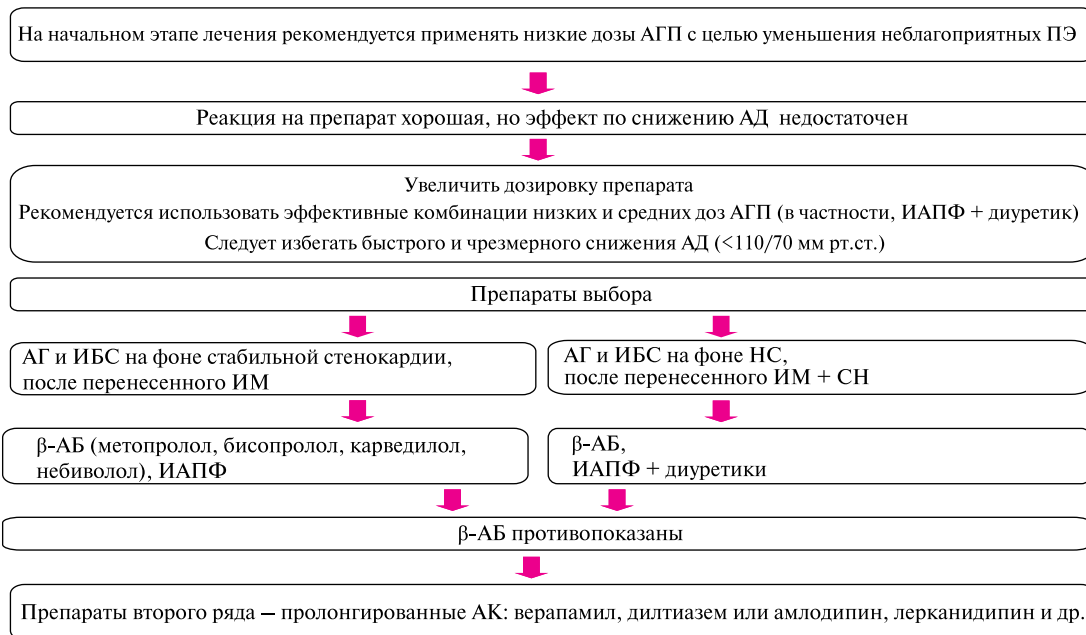 На начальном этапе лечения рекомендуется применять низкие дозы АГП с целью уменьшения неблагоприятных ПЭ
Реакция на препарат хорошая, но эффект по снижению АД недостаточен
Увеличить дозировку препарата
Рекомендуется использовать эффективные комбинации низких и средних доз АГП (в частности, ИАПФ + диуретик)
Следует избегать быстрого и чрезмерного снижения АД (<110/70 мм рт.ст.)
Препараты выбора
АГ и ИБС на фоне стабильной стенокардии,
после перенесенного ИМ
АГ и ИБС на фоне НС,
после перенесенного ИМ + СН
β-АБ (метопролол, бисопролол, карведилол,
небиволол), ИАПФ
β-АБ,
ИАПФ + диуретики
β-АБ противопоказаны
Препараты второго ряда – пролонгированные АК: верапамил, дилтиазем или амлодипин, лерканидипин и др.